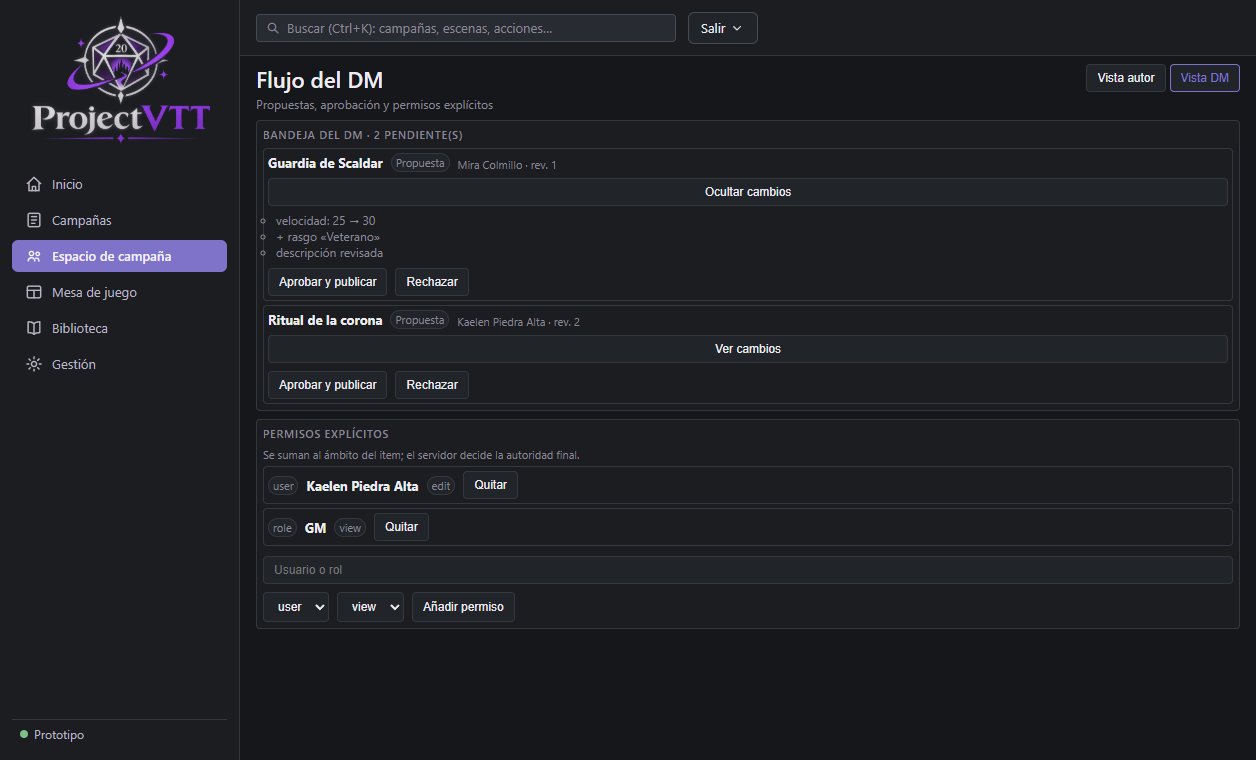 20
ProjectVTT
Inicio
Campañas
Espacio de campaña
Mesa de juego
Biblioteca
Gestión
Prototipo
Buscar (Ctrl+K): campañas, escenas, acciones...
Salir
Flujo del DM
Propuestas, aprobación y permisos explícitos
Vista autor
Vista DM
BANDEJA DEL DM · 2 PENDIENTE(S)
Guardia de Scaldar Propuesta Mira Colmillo · rev. 1
Ocultar cambios
velocidad: 25 → 30
+ rasgo «Veterano»
descripción revisada
Aprobar y publicar Rechazar
Ritual de la corona Propuesta Kaelen Piedra Alta · rev. 2
Ver cambios
Aprobar y publicar Rechazar
PERMISOS EXPLÍCITOS
Se suman al ámbito del item; el servidor decide la autoridad final.
user Kaelen Piedra Alta edit Quitar
role GM view Quitar
Usuario o rol
user view Añadir permiso